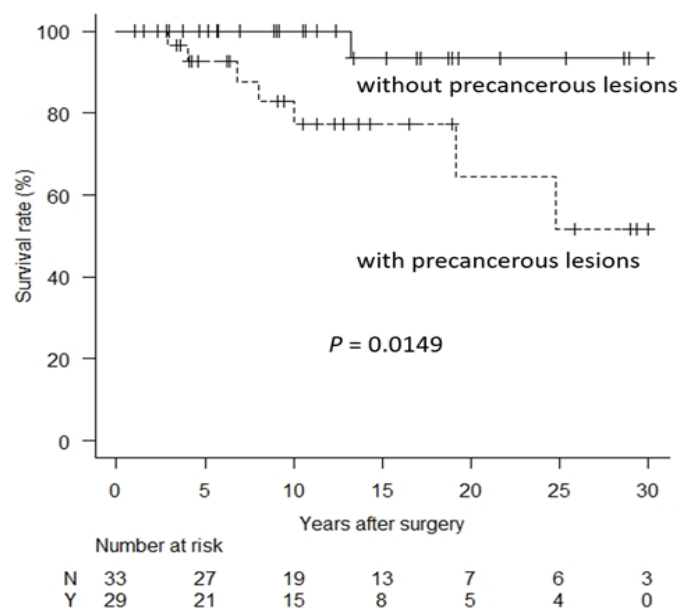 100
80
60
40
20
0
Survival rate (%)
without precancerous lesions
with precancerous lesions
P = 0.0149
0 5 10 15 20 25 30
Years after surgery
Number at risk
N 33 27 19 13 7 6 3
Y 29 21 15 8 5 4 0